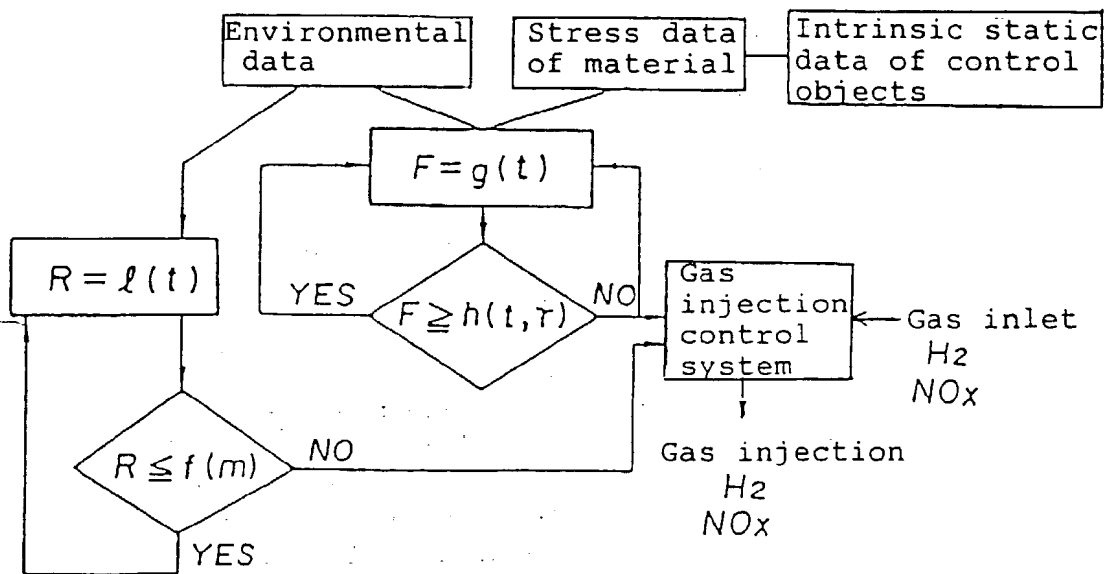 Environmental
data
Stress data
of material
Intrinsic static
data of control
objects
F=g(t)
R=ℓ(t)
YES
F≧h(t,τ)
NO
Gas
injection
control
system
Gas inlet
H2
NOx
R≦f(m)
NO
Gas injection
H2
NOx
YES